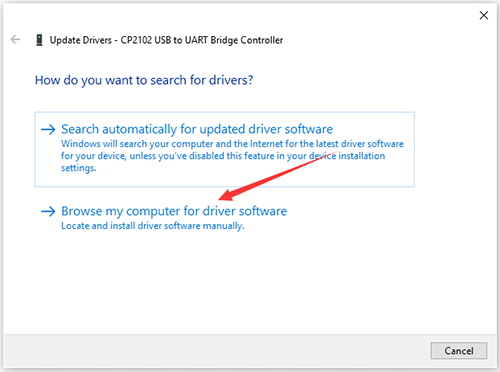 Update Drivers - CP2102 USB to UART Bridge Controller
How do you want to search for drivers?
Search automatically for updated driver software
Windows will search your computer and the Internet for the latest driver software
for your device, unless you've disabled this feature in your device installation
settings.
Browse my computer for driver software
Locate and install driver software manually.
Cancel